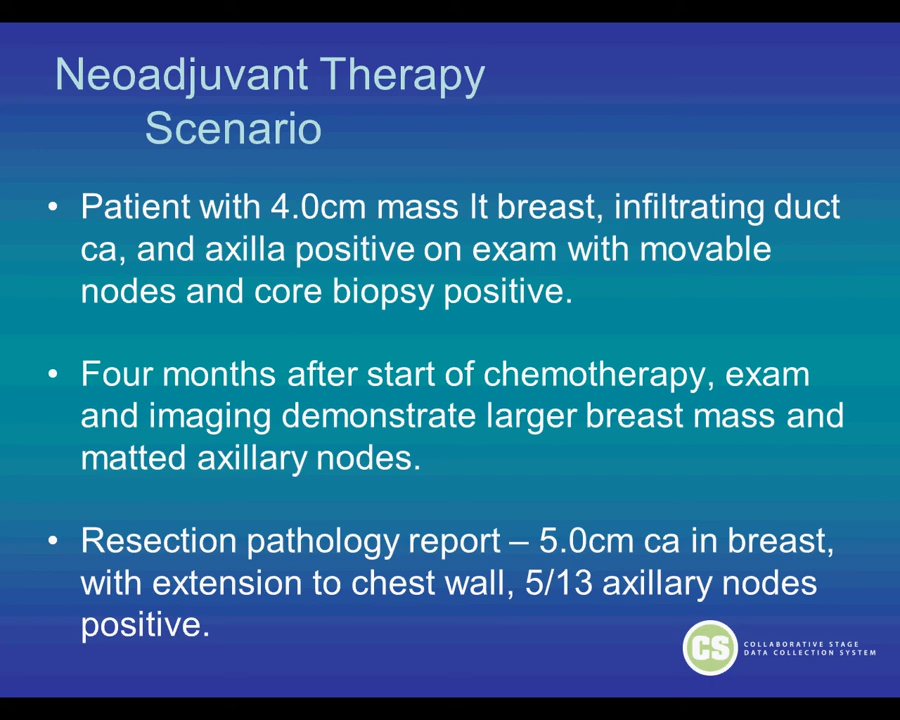 Neoadjuvant Therapy
Scenario
• Patient with 4.0cm mass lt breast, infiltrating duct
ca, and axilla positive on exam with movable
nodes and core biopsy positive.
• Four months after start of chemotherapy, exam
and imaging demonstrate larger breast mass and
matted axillary nodes.
• Resection pathology report – 5.0cm ca in breast,
with extension to chest wall, 5/13 axillary nodes
positive.
CS
COLLABORATIVE STAGE
DATA COLLECTION SYSTEM